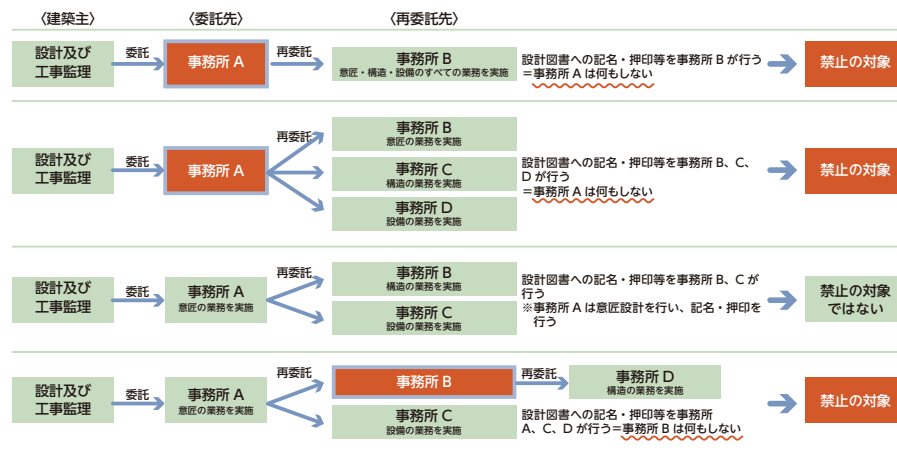 〈建築主〉
〈委託先〉
〈再委託先〉
設計及び
工事監理
委託
事務所 A
再委託
事務所 B
意匠・構造・設備のすべての業務を実施
設計図書への記名・押印等を事務所 B が行う
＝事務所 A は何もしない
禁止の対象
設計及び
工事監理
委託
事務所 A
再委託
事務所 B
意匠の業務を実施
事務所 C
構造の業務を実施
事務所 D
設備の業務を実施
設計図書への記名・押印等を事務所 B、C、
D が行う
＝事務所 A は何もしない
禁止の対象
設計及び
工事監理
委託
事務所 A
意匠の業務を実施
再委託
事務所 B
構造の業務を実施
事務所 C
設備の業務を実施
設計図書への記名・押印等を事務所 B、C が
行う
※事務所 A は意匠設計を行い、記名・押印を
行う
禁止の対象
ではない
設計及び
工事監理
委託
事務所 A
意匠の業務を実施
再委託
事務所 B
再委託
事務所 D
構造の業務を実施
事務所 C
設備の業務を実施
設計図書への記名・押印等を事務所
A、C、D が行う＝事務所 B は何もしない
禁止の対象